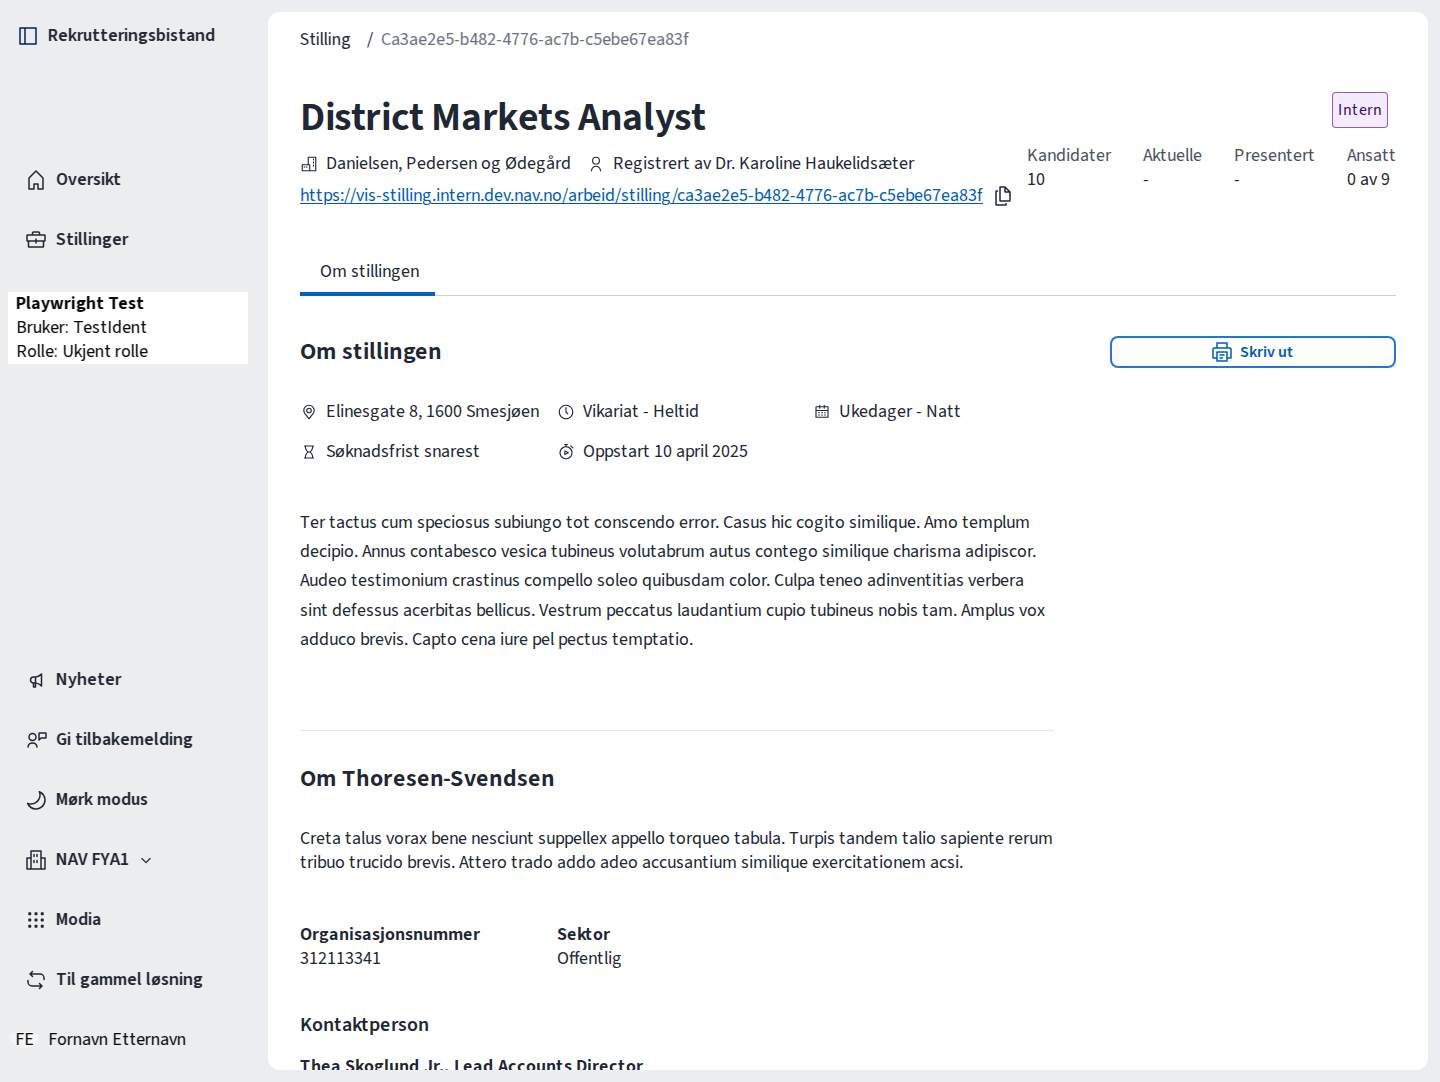 Rekrutteringsbistand
Oversikt
Stillinger
Playwright Test
Bruker: TestIdent
Rolle: Ukjent rolle
Nyheter
Gi tilbakemelding
Mørk modus
NAV FYA1
Modia
Til gammel løsning
FE Fornavn Etternavn
Stilling / Ca3ae2e5-b482-4776-ac7b-c5ebe67ea83f
District Markets Analyst
Intern
Danielsen, Pedersen og Ødegård Registrert av Dr. Karoline Haukelidsæter
https://vis-stilling.intern.dev.nav.no/arbeid/stilling/ca3ae2e5-b482-4776-ac7b-c5ebe67ea83f
Kandidater Aktuelle Presentert Ansatt
10 - - 0 av 9
Om stillingen
Om stillingen
Skriv ut
Elinesgate 8, 1600 Smesjøen Vikariat - Heltid Ukedager - Natt
Søknadsfrist snarest Oppstart 10 april 2025
Ter tactus cum speciosus subiungo tot conscendo error. Casus hic cogito similique. Amo templum
decipio. Annus contabesco vesica tubineus volutabrum autus contego similique charisma adipiscor.
Audeo testimonium crastinus compello soleo quibusdam color. Culpa teneo adinventitias verbera
sint defessus acerbitas bellicus. Vestrum peccatus laudantium cupio tubineus nobis tam. Amplus vox
adduco brevis. Capto cena iure pel pectus temptatio.
Om Thoresen-Svendsen
Creta talus vorax bene nesciunt suppellex appello torqueo tabula. Turpis tandem talio sapiente rerum
tribuo trucido brevis. Attero trado addo adeo accusantium similique exercitationem acsi.
Organisasjonsnummer Sektor
312113341 Offentlig
Kontaktperson
Thea Skoglund Jr., Lead Accounts Director